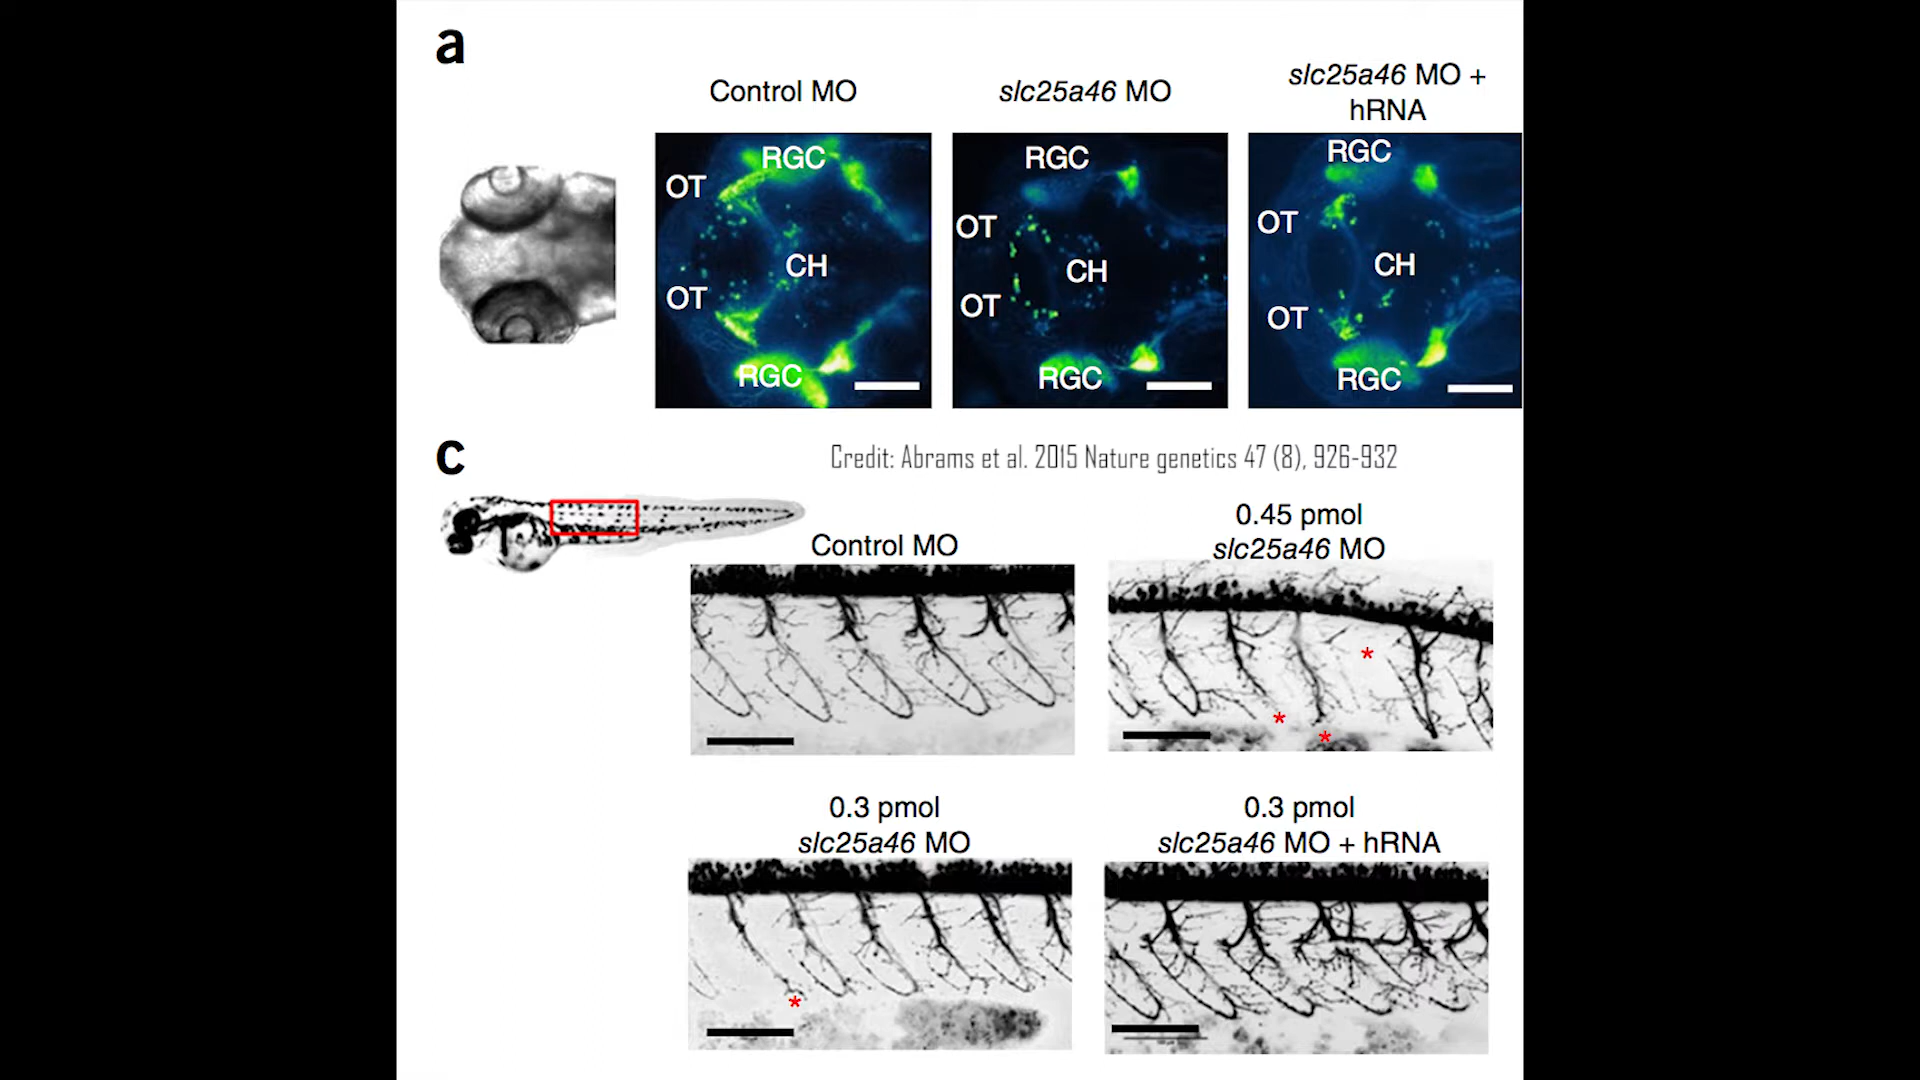 a
Control MO
slc25a46 MO
slc25a46 MO +
hRNA
RGC
OT
CH
OT
RGC
RGC
OT
CH
OT
RGC
RGC
OT
CH
OT
RGC
c
Credit: Abrams et al. 2015 Nature genetics 47 (8), 926-932
Control MO
0.45 pmol
slc25a46 MO
*
*
*
0.3 pmol
slc25a46 MO
*
0.3 pmol
slc25a46 MO + hRNA